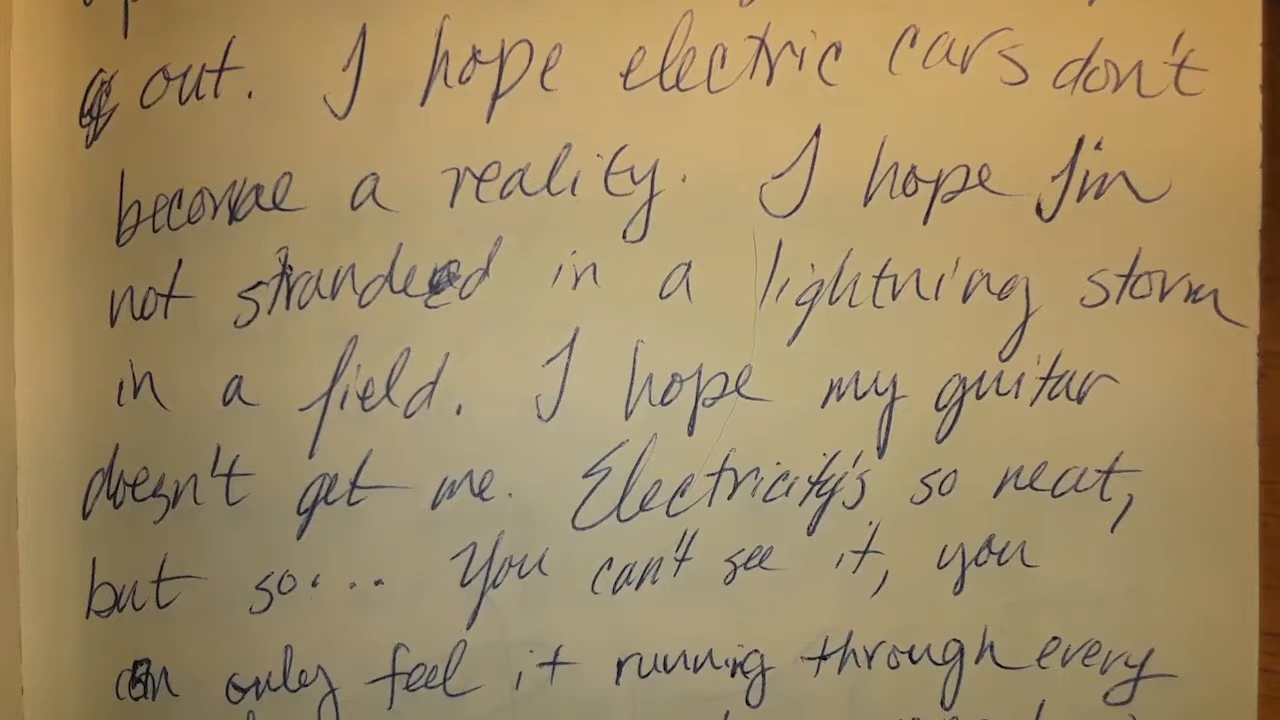 out. I hope electric cars don't
become a reality. I hope I'm
not stranded in a lightning storm
in a field. I hope my guitar
doesn't get me. Electricity's so neat,
but so.... You can't see it, you
can only feel it running through every